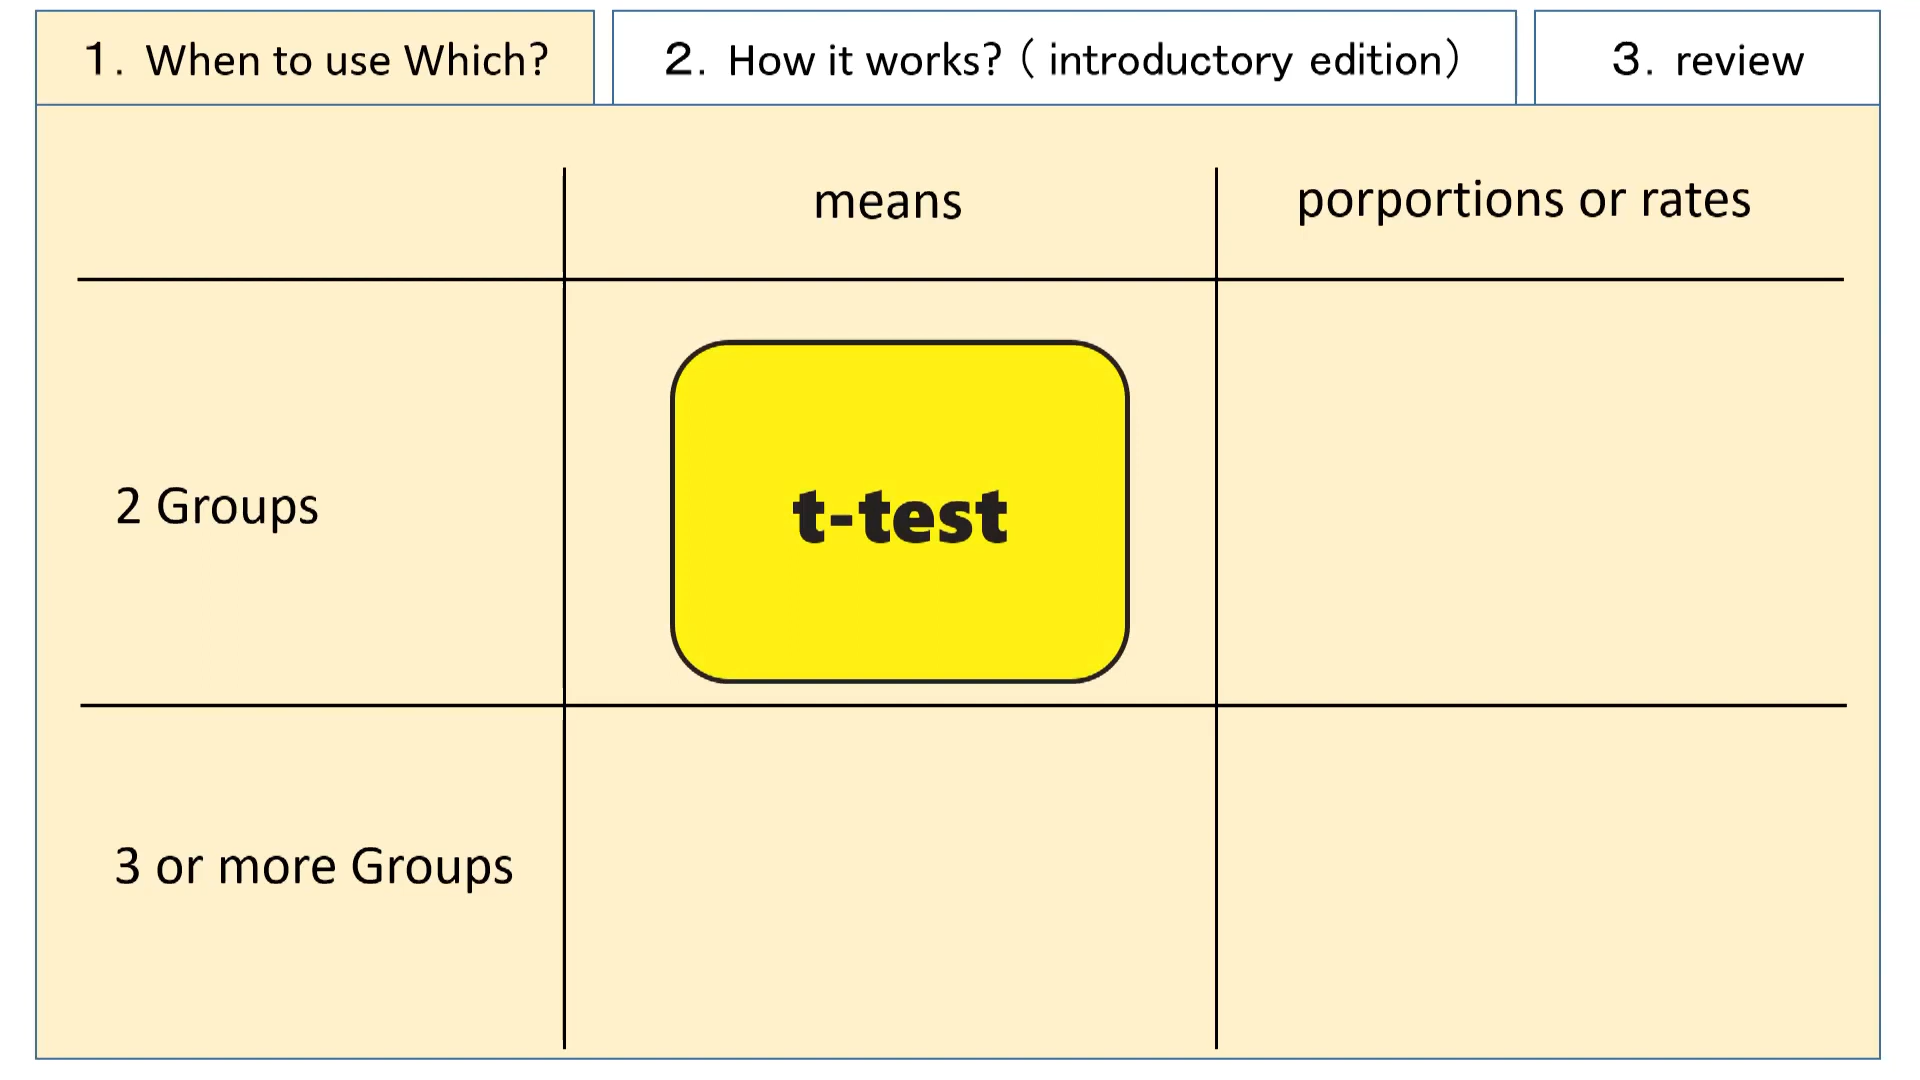 1. When to use Which?
2. How it works? ( introductory edition)
3. review
means
porportions or rates
2 Groups
t-test
3 or more Groups